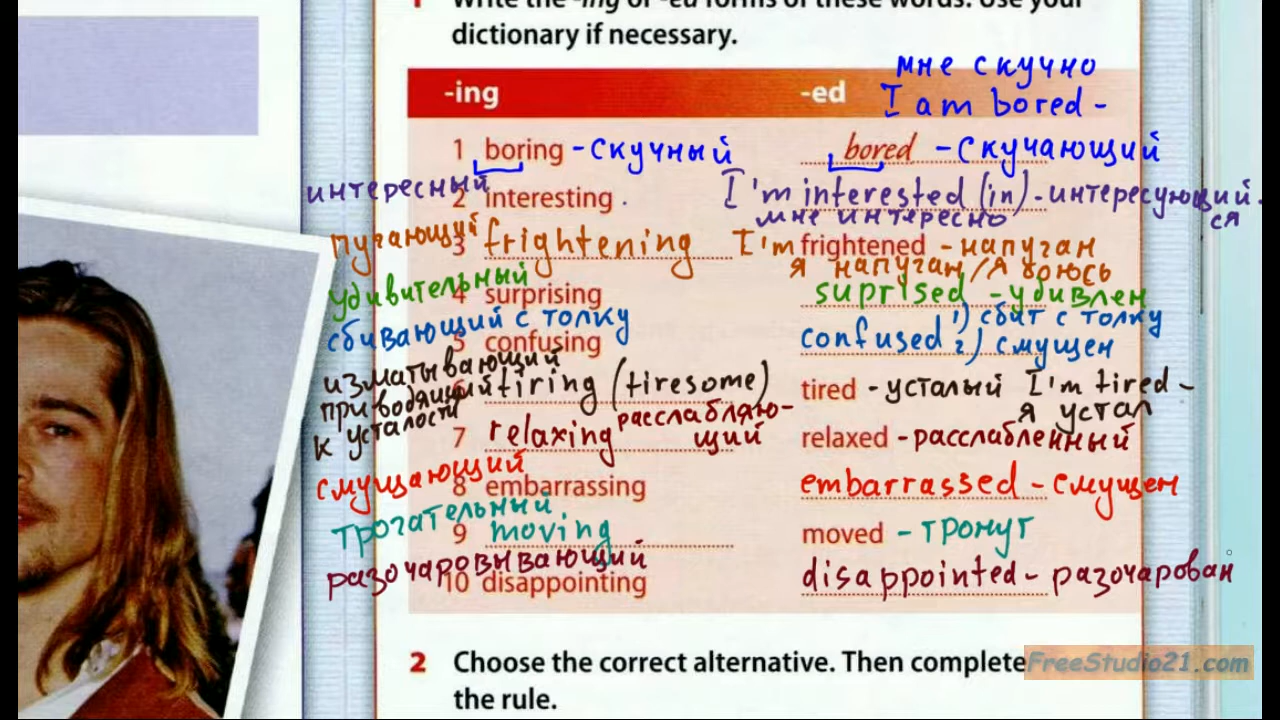 1 Write the -ing or -ed forms of these words. Use your
dictionary if necessary.
мне скучно
-ing -ed I am bored -
1 boring - скучный bored - скучающий
интересный
2 interesting . I'm interested (in) - интересующий.
мне интересно ся
пугающий
3 frightening I'm frightened - напуган
я напуган/я боюсь
удивительный
4 surprising suprised - удивлен
сбивающий с толку 1) сбит с толку
5 confusing confused 2) смущен
изматывающий
6 tiring (tiresome) tired - усталый I'm tired -
приводящий я устал
к усталости
7 relaxing расслабляю- relaxed - расслабленный
щий
смущающий
8 embarrassing embarrassed - смущен
трогательный
9 moving moved - тронут
разочаровывающий
10 disappointing disappointed - разочарован
2 Choose the correct alternative. Then complete
FreeStudio21.com
the rule.